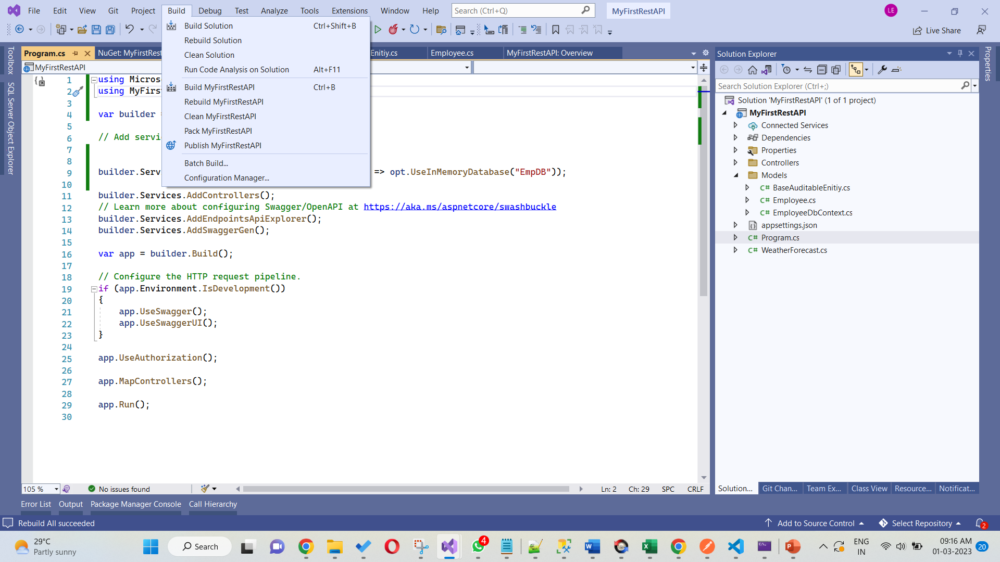 File Edit View Git Project Build Debug Test Analyze Tools Extensions Window Help Search (Ctrl+Q) MyFirstRestAPI LE
Live Share
Build Solution Ctrl+Shift+B
Rebuild Solution
Clean Solution
Run Code Analysis on Solution Alt+F11
Build MyFirstRestAPI Ctrl+B
Rebuild MyFirstRestAPI
Clean MyFirstRestAPI
Pack MyFirstRestAPI
Publish MyFirstRestAPI
Batch Build...
Configuration Manager...
Toolbox
SQL Server Object Explorer
Program.cs NuGet: MyFirstRest Enitiy.cs Employee.cs MyFirstRestAPI: Overview
MyFirstRestAPI
1 using Micros
2 using MyFirs
3
4 var builder
5
6 // Add servi
7
8
9 builder.Servi => opt.UseInMemoryDatabase("EmpDB"));
10
11 builder.Services.AddControllers();
12 // Learn more about configuring Swagger/OpenAPI at https://aka.ms/aspnetcore/swashbuckle
13 builder.Services.AddEndpointsApiExplorer();
14 builder.Services.AddSwaggerGen();
15
16 var app = builder.Build();
17
18 // Configure the HTTP request pipeline.
19 if (app.Environment.IsDevelopment())
20 {
21 app.UseSwagger();
22 app.UseSwaggerUI();
23 }
24
25 app.UseAuthorization();
26
27 app.MapControllers();
28
29 app.Run();
30
105 % No issues found Ln: 2 Ch: 29 SPC CRLF
Solution Explorer
Search Solution Explorer (Ctrl+;)
Solution 'MyFirstRestAPI' (1 of 1 project)
MyFirstRestAPI
Connected Services
Dependencies
Properties
Controllers
Models
C# BaseAuditableEnitiy.cs
C# Employee.cs
C# EmployeeDbContext.cs
appsettings.json
C# Program.cs
C# WeatherForecast.cs
Properties
Solution... Git Chan... Team Ex... Class View Resource... Notificat...
Error List Output Package Manager Console Call Hierarchy
Rebuild All succeeded Add to Source Control Select Repository 2
29°C
Partly sunny
Search
4
ENG
IN
09:16 AM
01-03-2023
20